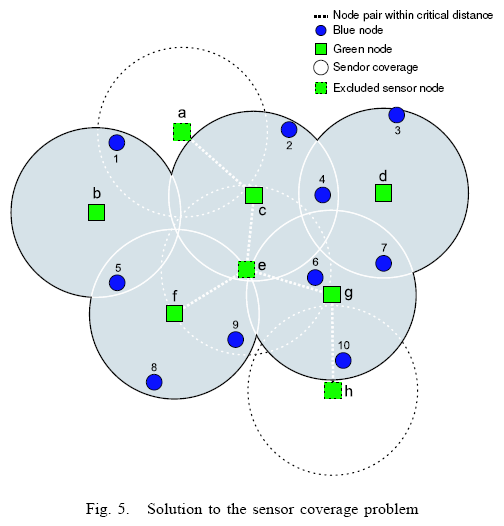 Node pair within critical distance
Blue node
Green node
Sendor coverage
Excluded sensor node
a
1
2
3
b
c
4
d
5
e
6
7
f
g
9
8
10
h
Fig. 5. Solution to the sensor coverage problem